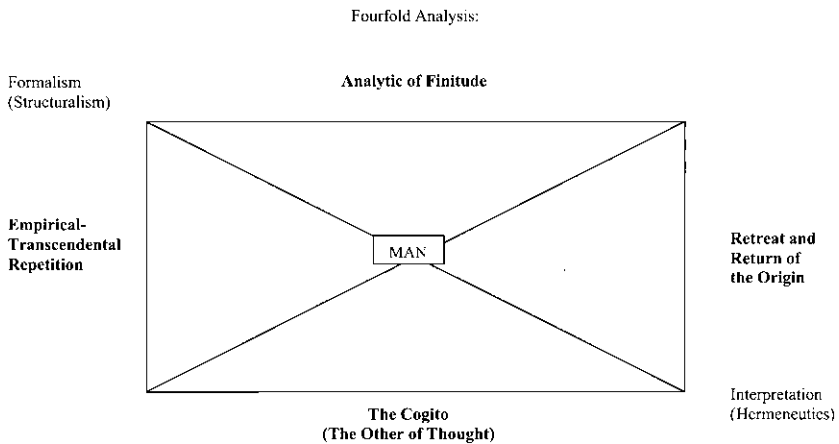 Fourfold Analysis:
Formalism
(Structuralism)
Analytic of Finitude
Empirical-
Transcendental
Repetition
MAN
Retreat and
Return of
the Origin
Interpretation
(Hermeneutics)
The Cogito
(The Other of Thought)